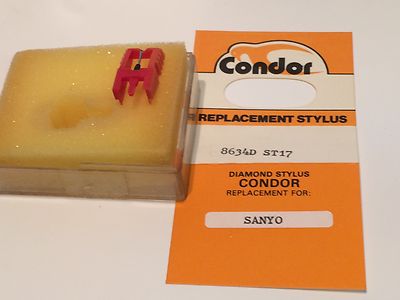 Condor
REPLACEMENT STYLUS
8634D ST17
DIAMOND STYLUS
CONDOR
REPLACEMENT FOR:
SANYO